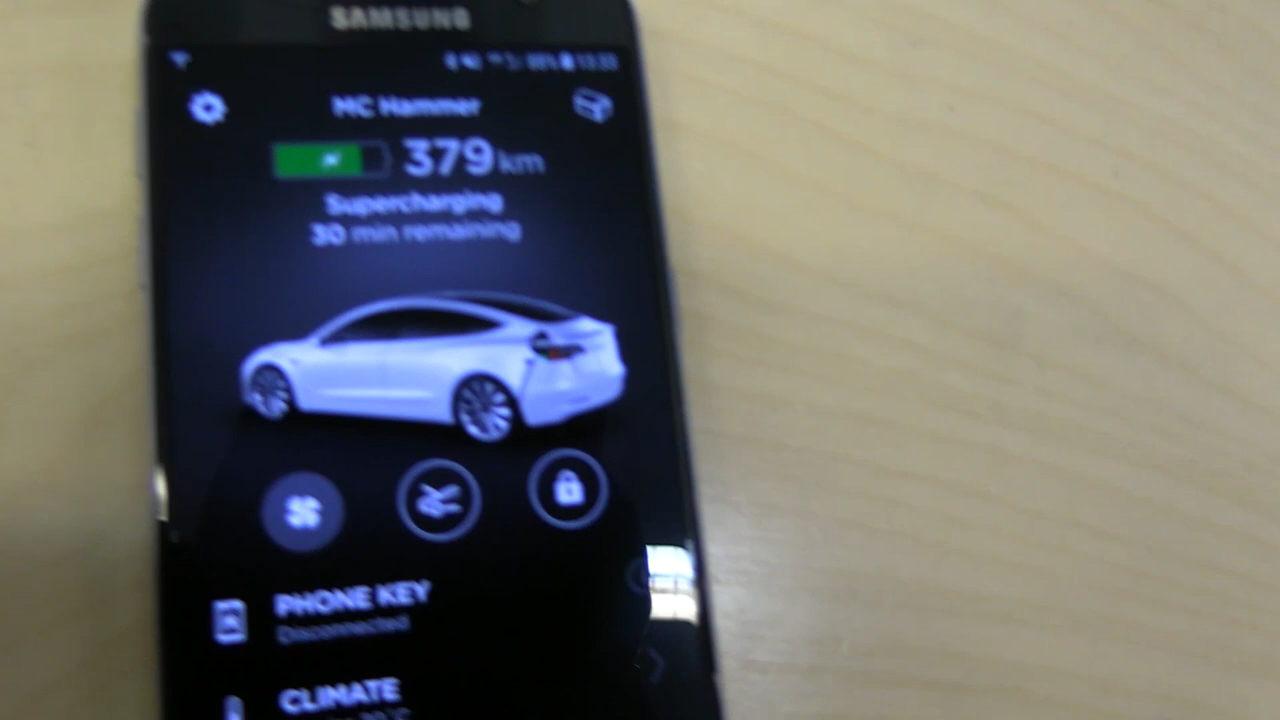 SAMSUNG
MC Hammer
379 km
Supercharging
30 min remaining
PHONE KEY
Disconnected
CLIMATE